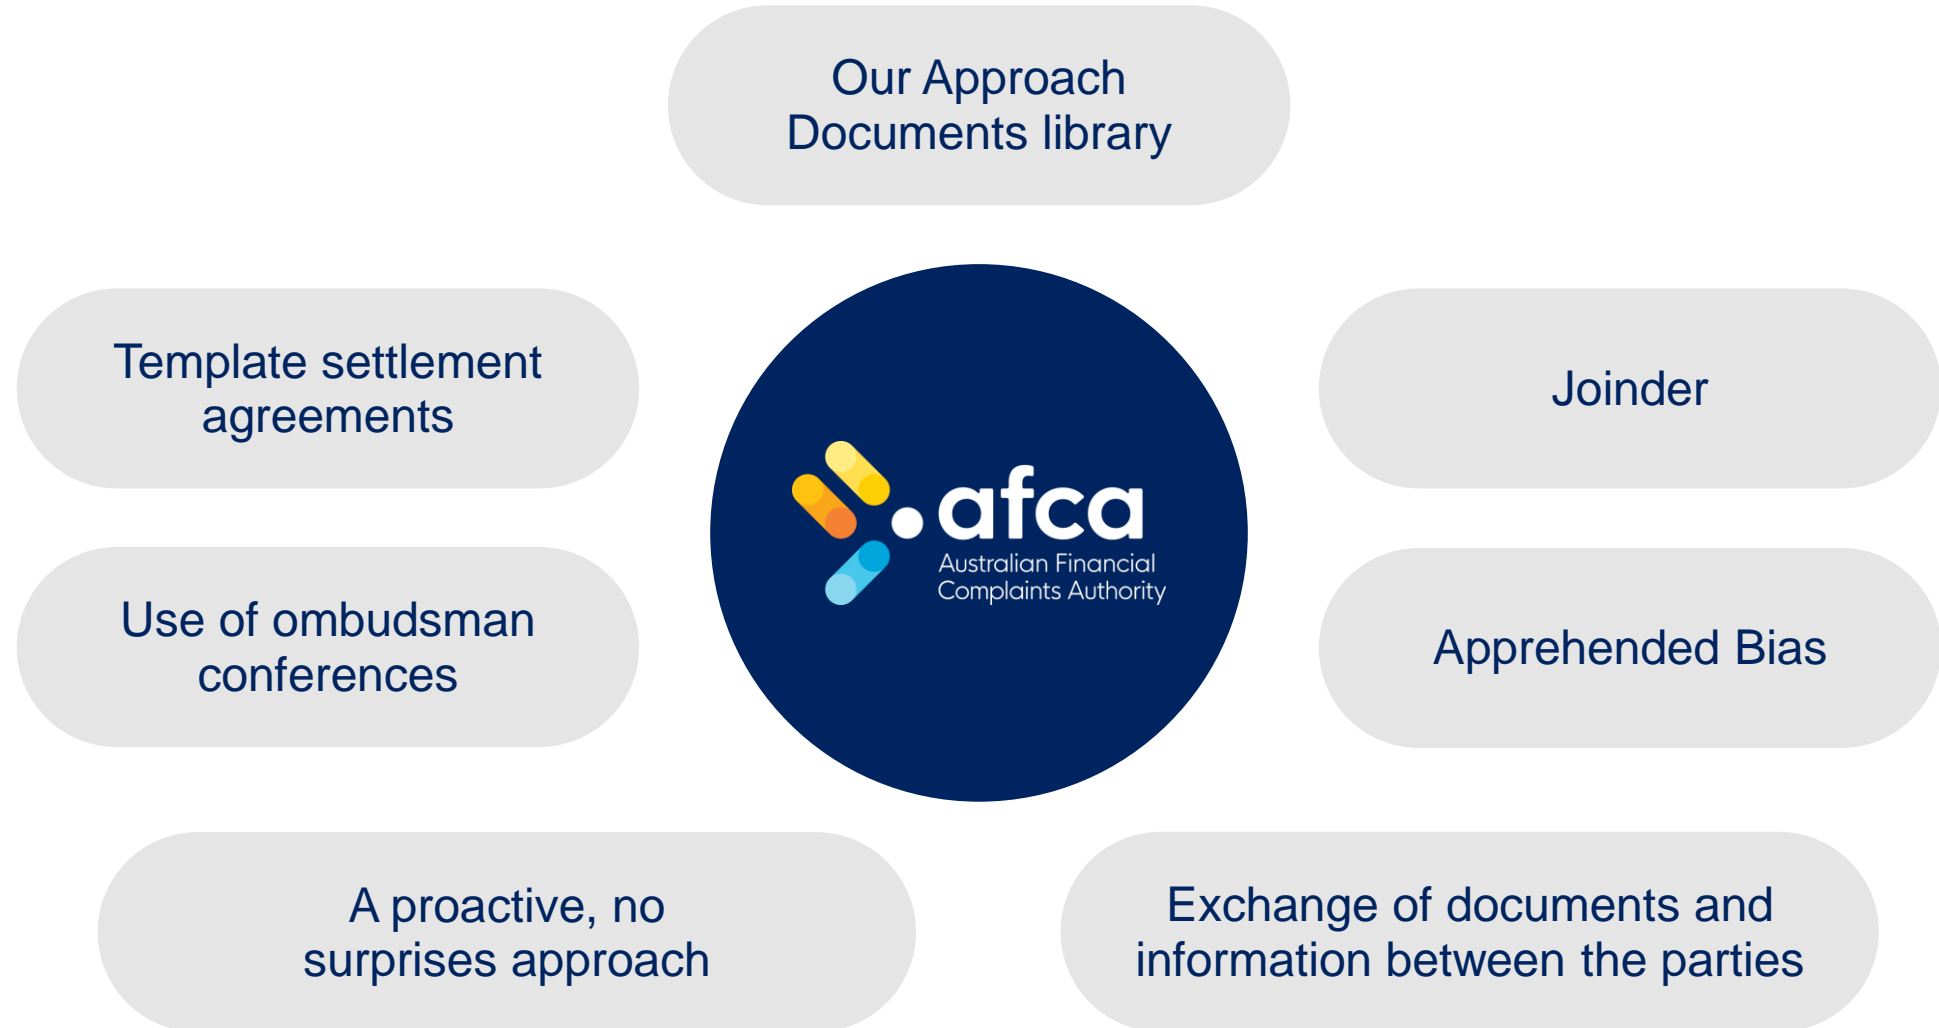 Our Approach
Documents library
Template settlement
agreements
Joinder
afca
Australian Financial
Complaints Authority
Use of ombudsman
conferences
Apprehended Bias
A proactive, no
surprises approach
Exchange of documents and
information between the parties